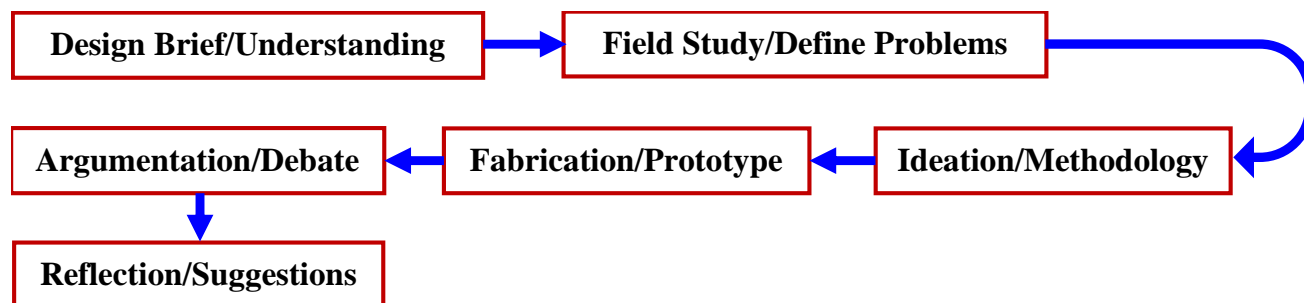 Design Brief/Understanding
Field Study/Define Problems
Ideation/Methodology
Fabrication/Prototype
Argumentation/Debate
Reflection/Suggestions